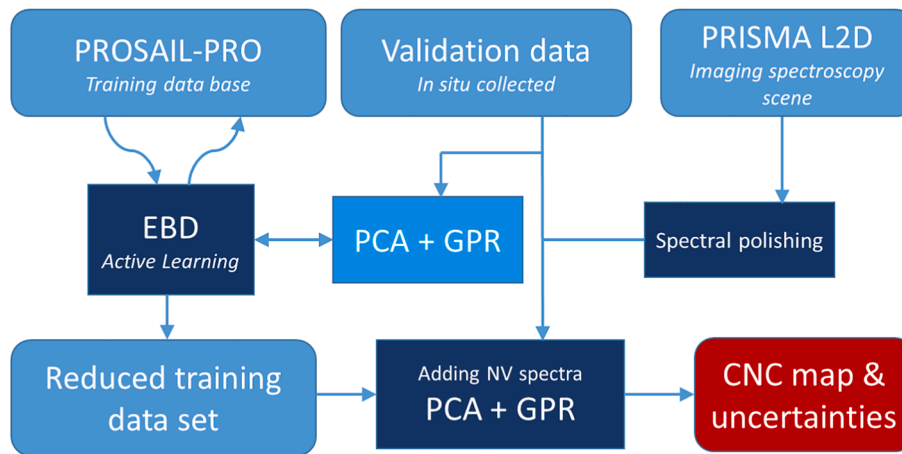 PROSAIL-PRO
Training data base
Validation data
In situ collected
PRISMA L2D
Imaging spectroscopy
scene
EBD
Active Learning
PCA + GPR
Spectral polishing
Reduced training
data set
Adding NV spectra
PCA + GPR
CNC map &
uncertainties